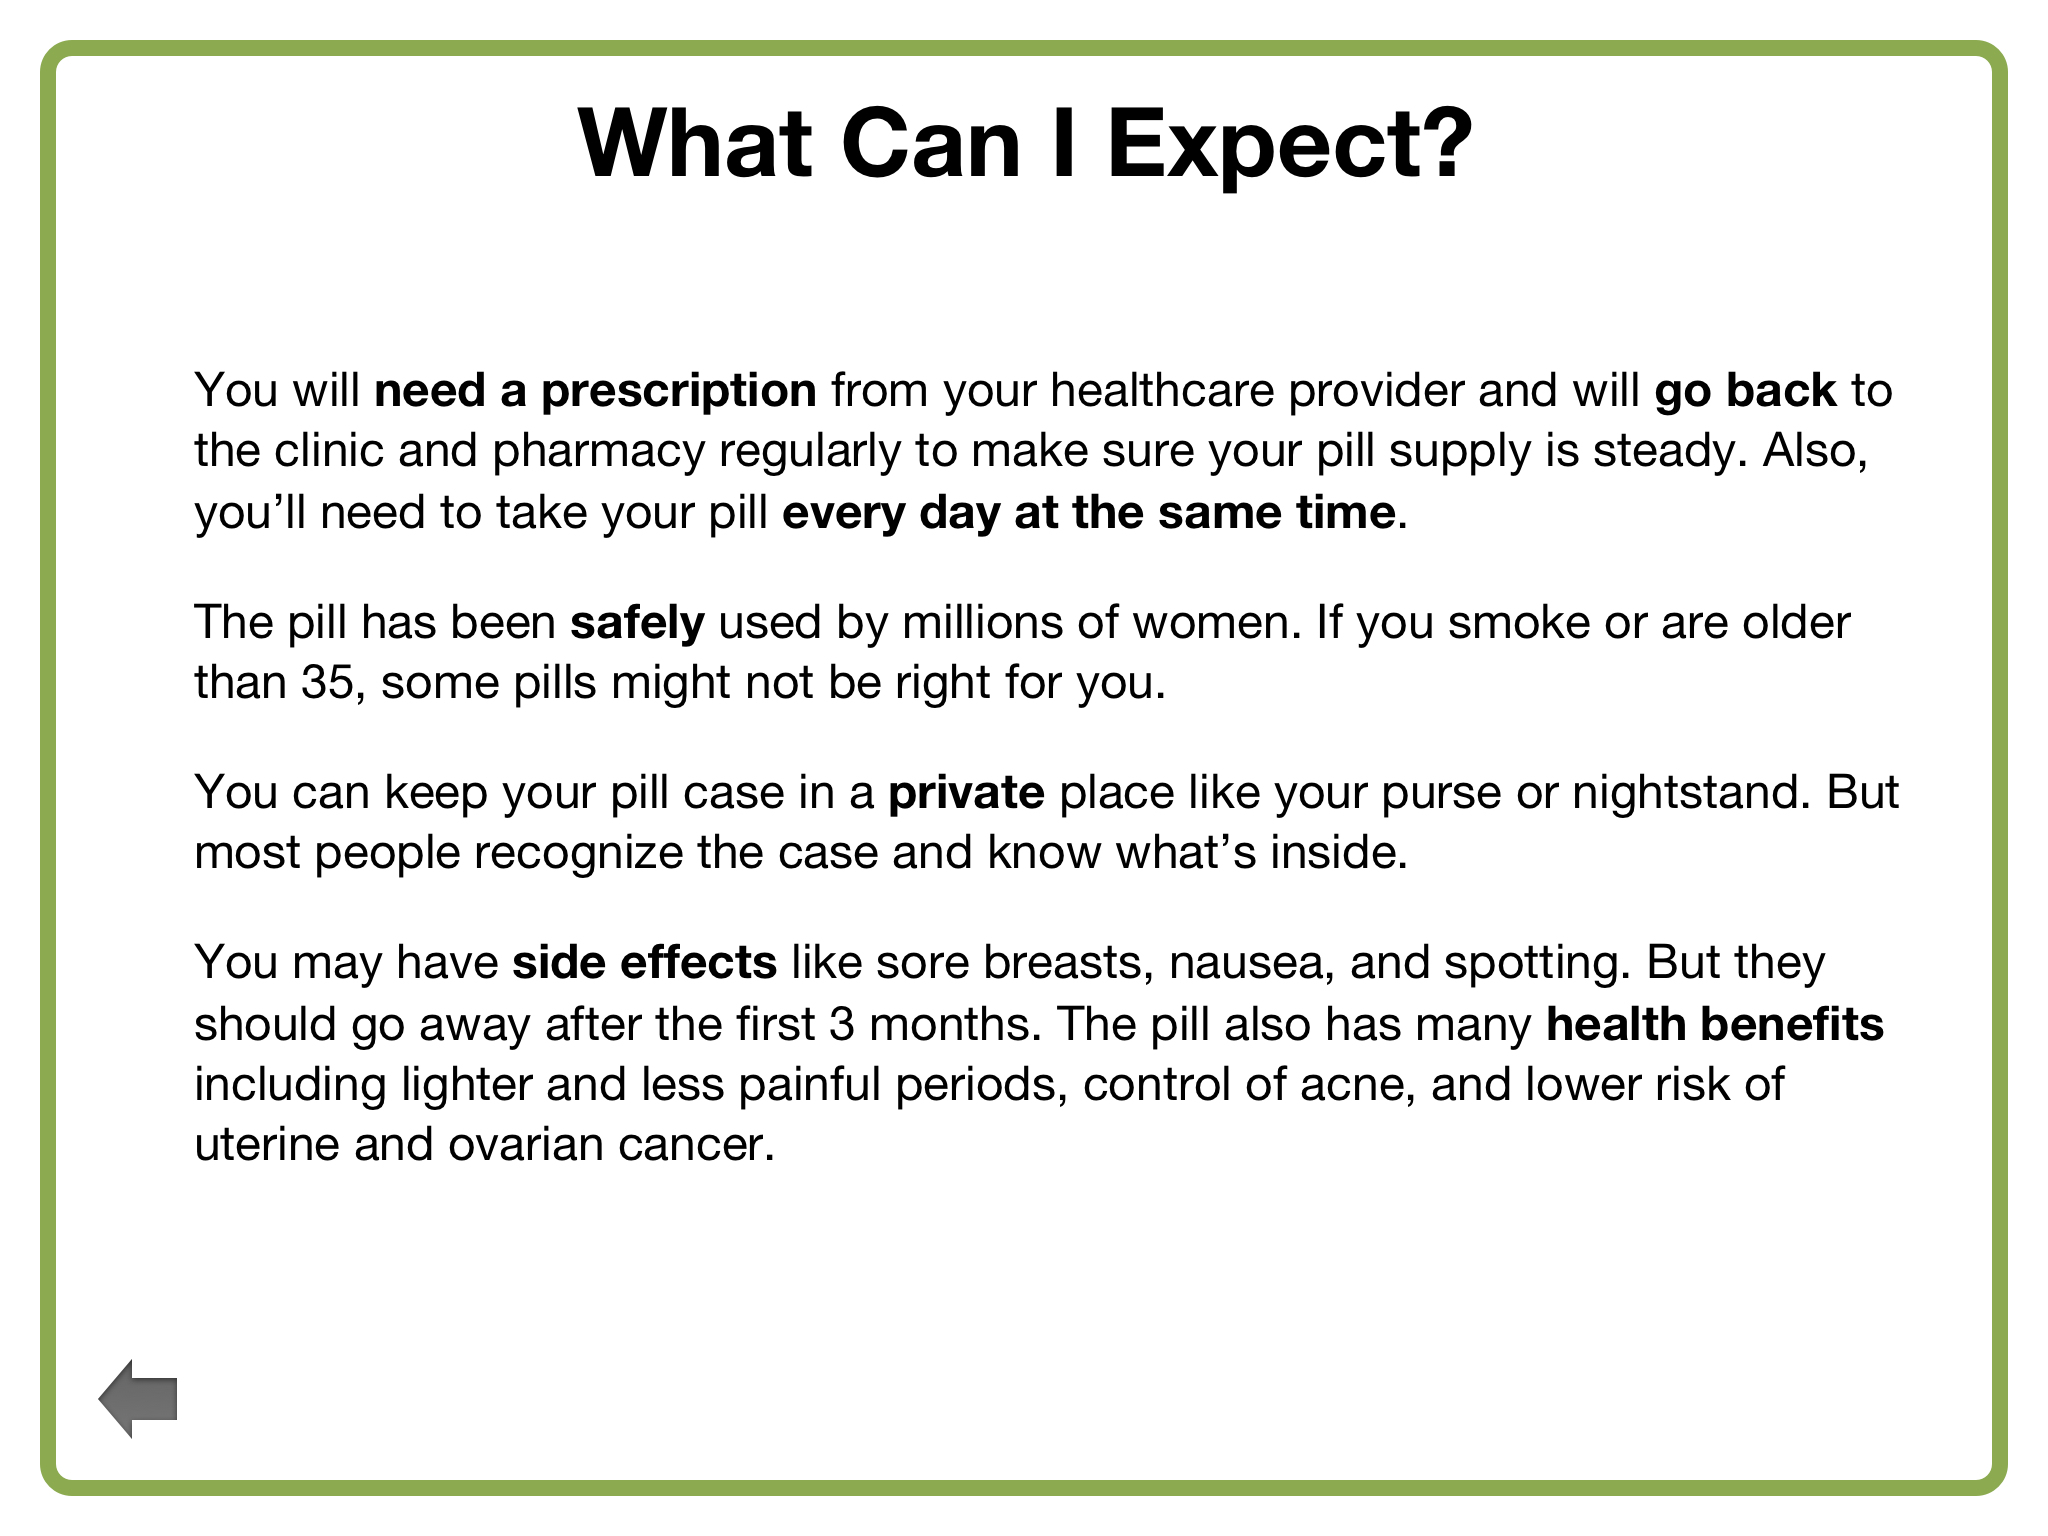 What Can I Expect?
You will need a prescription from your healthcare provider and will go back to
the clinic and pharmacy regularly to make sure your pill supply is steady. Also,
you’ll need to take your pill every day at the same time.
The pill has been safely used by millions of women. If you smoke or are older
than 35, some pills might not be right for you.
You can keep your pill case in a private place like your purse or nightstand. But
most people recognize the case and know what’s inside.
You may have side effects like sore breasts, nausea, and spotting. But they
should go away after the first 3 months. The pill also has many health benefits
including lighter and less painful periods, control of acne, and lower risk of
uterine and ovarian cancer.